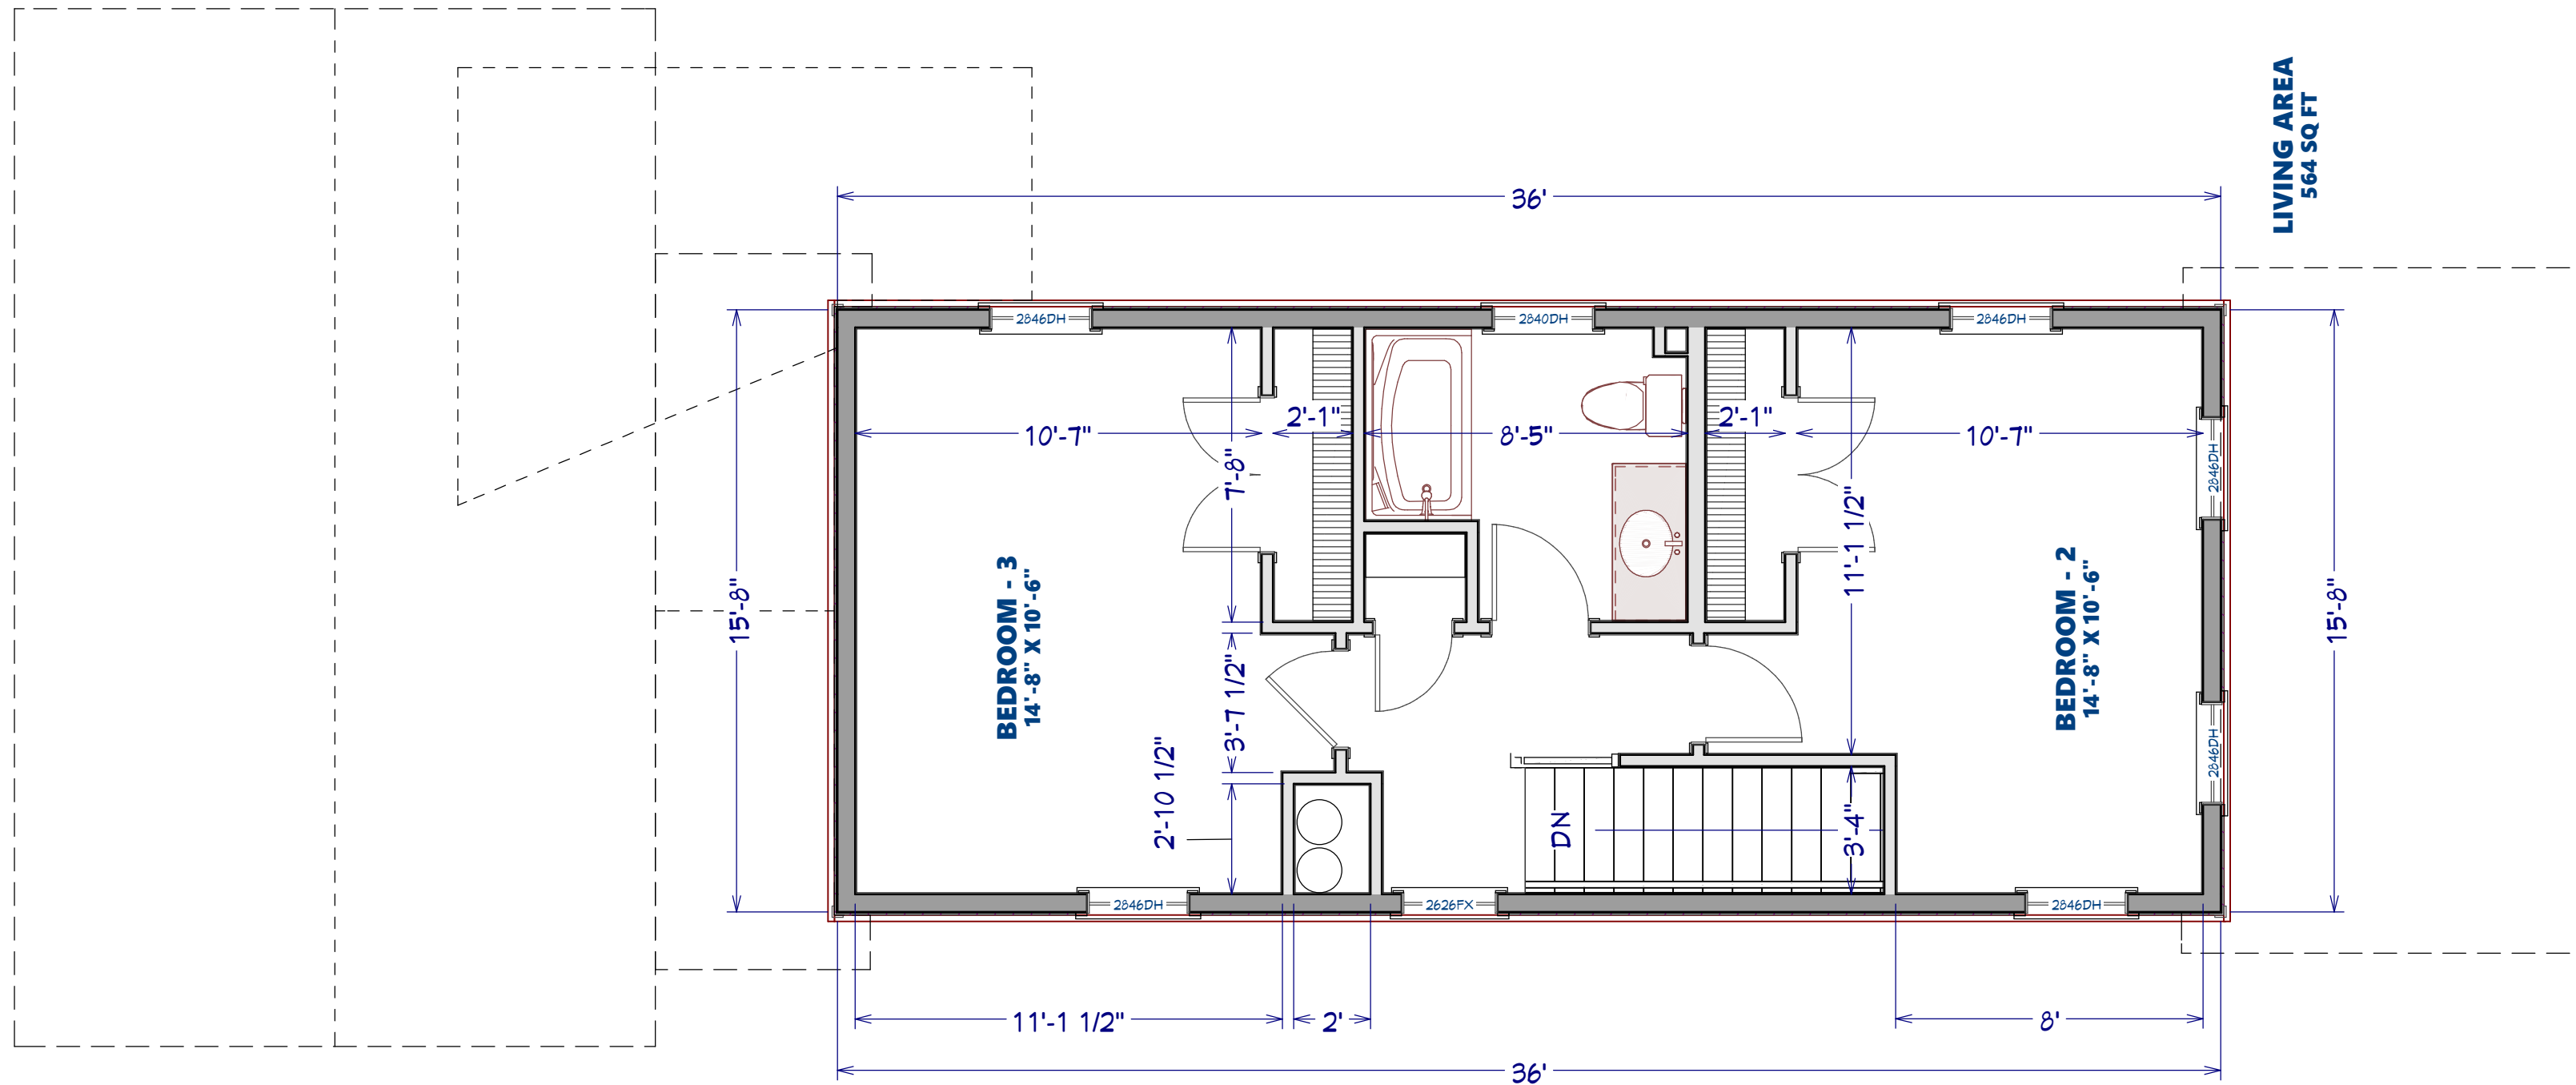 LIVING AREA
564 SQ FT
36'
2846DH
2840DH
2846DH
2'-1"
2'-1"
10'-7"
8'-5"
10'-7"
7'-8"
2846DH
11'-1 1/2"
15'-8"
BEDROOM - 3
14'-8" X 10'-6"
BEDROOM - 2
14'-8" X 10'-6"
15'-8"
3'-7 1/2"
2'-10 1/2"
2846DH
DN
3'-4"
2846DH
2626FX
2846DH
11'-1 1/2"
2'
8'
36'